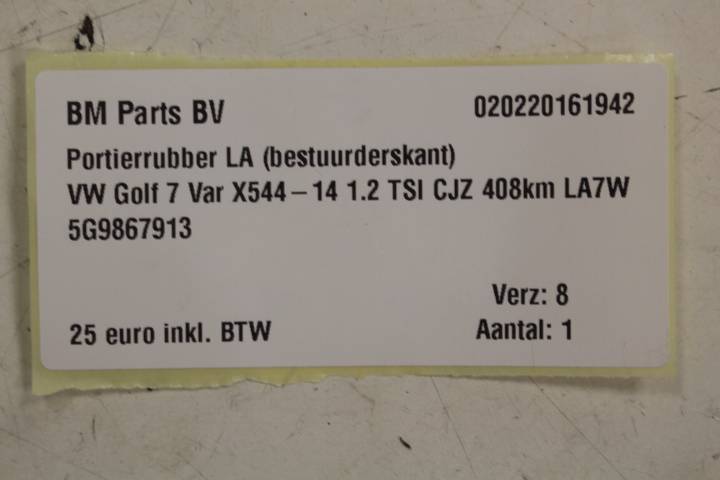 BM Parts BV 020220161942
Portierrubber LA (bestuurderskant)
VW Golf 7 Var X544-14 1.2 TSI CJZ 408km LA7W
5G9867913
Verz: 8
25 euro inkl. BTW Aantal: 1